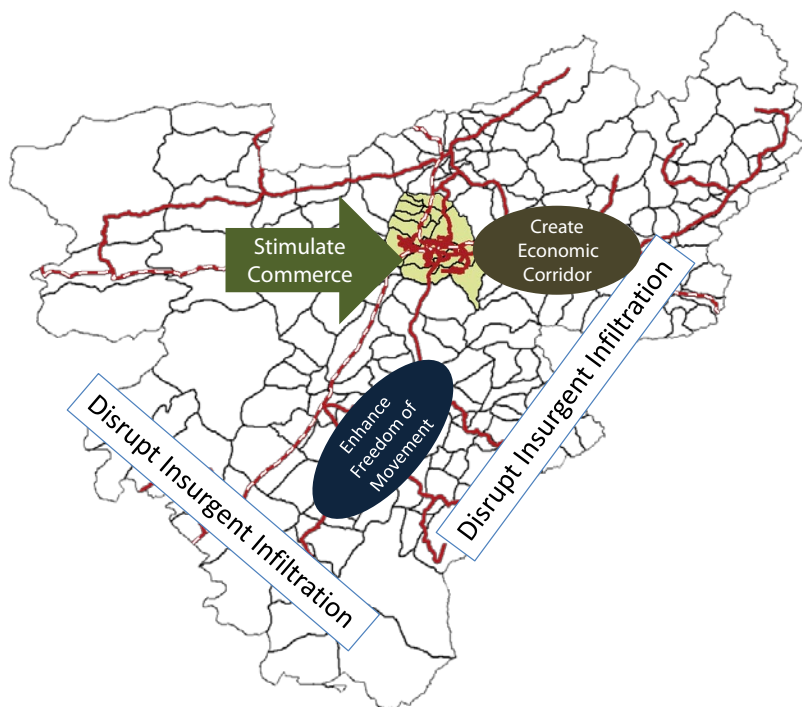 Stimulate
Commerce
Create
Economic
Corridor
Enhance
Freedom of
Movement
Disrupt Insurgent Infiltration
Disrupt Insurgent Infiltration